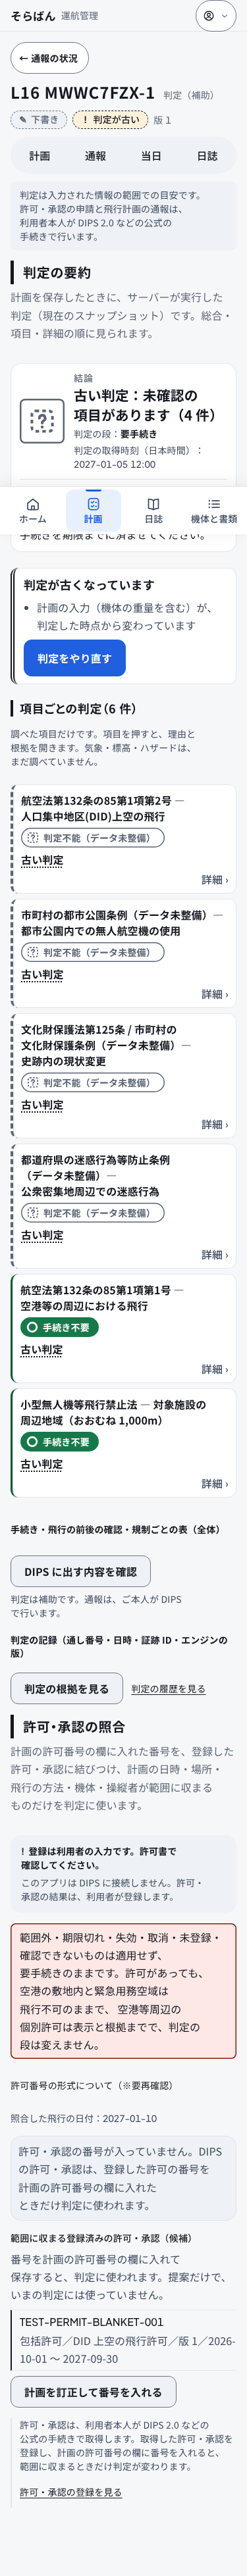 そらばん 運航管理
← 通報の状況
L16 MWWC7FZX-1 判定（補助）
✎ 下書き ! 判定が古い 版 1
計画 通報 当日 日誌
判定は入力された情報の範囲での目安です。
許可・承認の申請と飛行計画の通報は、
利用者本人が DIPS 2.0 などの公式の
手続きで行います。
判定の要約
計画を保存したときに、サーバーが実行した
判定（現在のスナップショット）です。総合・
項目・詳細の順に見られます。
結論
古い判定：未確認の
項目があります（4 件）
判定の段：要手続き
判定の取得時刻（日本時間）：
2027-01-05 12:00
ホーム 計画 日誌 機体と書類
手続きを期限までに済ませてください。
判定が古くなっています
• 計画の入力（機体の重量を含む）が、
判定した時点から変わっています
判定をやり直す
項目ごとの判定（6 件）
調べた項目だけです。項目を押すと、理由と
根拠を開きます。気象・標高・ハザードは、
まだ調べていません。
航空法第132条の85第1項第2号 —
人口集中地区(DID)上空の飛行
判定不能（データ未整備）
古い判定
詳細 ›
市町村の都市公園条例（データ未整備） —
都市公園内での無人航空機の使用
判定不能（データ未整備）
古い判定
詳細 ›
文化財保護法第125条 / 市町村の
文化財保護条例（データ未整備） —
史跡内の現状変更
判定不能（データ未整備）
古い判定
詳細 ›
都道府県の迷惑行為等防止条例
（データ未整備） —
公衆密集地周辺での迷惑行為
判定不能（データ未整備）
古い判定
詳細 ›
航空法第132条の85第1項第1号 —
空港等の周辺における飛行
手続き不要
古い判定
詳細 ›
小型無人機等飛行禁止法 — 対象施設の
周辺地域（おおむね 1,000m）
手続き不要
古い判定
詳細 ›
手続き・飛行の前後の確認・規制ごとの表（全体）
DIPS に出す内容を確認
判定は補助です。通報は、ご本人が DIPS
で行います。
判定の記録（通し番号・日時・証跡 ID・エンジンの
版）
判定の根拠を見る 判定の履歴を見る
許可・承認の照合
計画の許可番号の欄に入れた番号を、登録した
許可・承認に結びつけ、計画の日時・場所・
飛行の方法・機体・操縦者が範囲に収まる
ものだけを判定に使います。
! 登録は利用者の入力です。許可書で
確認してください。
このアプリは DIPS に接続しません。許可・
承認の結果は、利用者が登録します。
範囲外・期限切れ・失効・取消・未登録・
確認できないものは適用せず、
要手続きのままです。許可があっても、
空港の敷地内と緊急用務空域は
飛行不可のままで、 空港等周辺の
個別許可は表示と根拠までで、判定の
段は変えません。
許可番号の形式について（※要再確認）
照合した飛行の日付：2027-01-10
許可・承認の番号が入っていません。DIPS
の許可・承認は、登録した許可の番号を
計画の許可番号の欄に入れた
ときだけ判定に使われます。
範囲に収まる登録済みの許可・承認（候補）
番号を計画の許可番号の欄に入れて
保存すると、判定に使われます。提案だけで、
いまの判定には使っていません。
TEST-PERMIT-BLANKET-001
包括許可／DID 上空の飛行許可／版 1／2026-
10-01 〜 2027-09-30
計画を訂正して番号を入れる
許可・承認は、利用者本人が DIPS 2.0 などの
公式の手続きで取得します。取得した許可・承認を
登録し、計画の許可番号の欄に番号を入れると、
範囲に収まるときだけ判定が変わります。
許可・承認の登録を見る